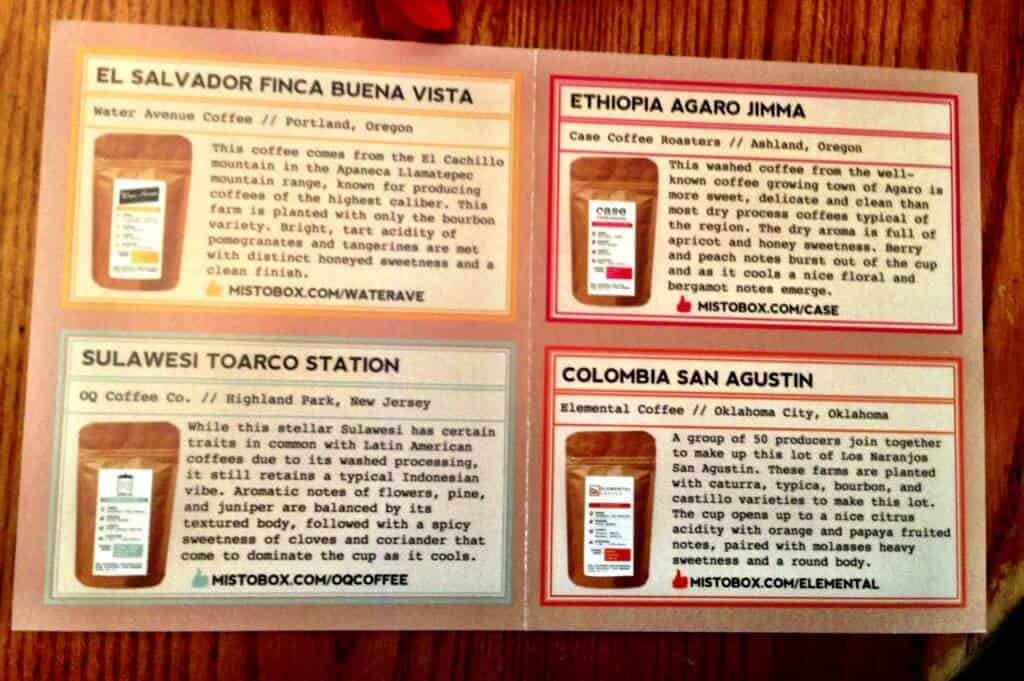 EL SALVADOR FINCA BUENA VISTA
Water Avenue Coffee // Portland, Oregon
This coffee comes from the El Cachillo
mountain in the Apaneca Llamatepec
mountain range, known for producing
coffees of the highest caliber. This
farm is planted with only the bourbon
variety. Bright, tart acidity of
pomegranates and tangerines are met
with distinct honeyed sweetness and a
clean finish.
MISTOBOX.COM/WATERAVE
ETHIOPIA AGARO JIMMA
Case Coffee Roasters // Ashland, Oregon
case
This washed coffee from the well-
known coffee growing town of Agaro is
more sweet, delicate and clean than
most dry process coffees typical of
the region. The dry aroma is full of
apricot and honey sweetness. Berry
and peach notes burst out of the cup
and as it cools a nice floral and
bergamot notes emerge.
MISTOBOX.COM/CASE
SULAWESI TOARCO STATION
OQ Coffee Co. // Highland Park, New Jersey
While this stellar Sulawesi has certain
traits in common with Latin American
coffees due to its washed processing,
it still retains a typical Indonesian
vibe. Aromatic notes of flowers, pine,
and juniper are balanced by its
textured body, followed with a spicy
sweetness of cloves and coriander that
come to dominate the cup as it cools.
MISTOBOX.COM/OQCOFFEE
COLOMBIA SAN AGUSTIN
Elemental Coffee // Oklahoma City, Oklahoma
ELEMENTAL
COFFEE
A group of 50 producers join together
to make up this lot of Los Naranjos
San Agustin. These farms are planted
with caturra, typica, bourbon, and
castillo varieties to make this lot.
The cup opens up to a nice citrus
acidity with orange and papaya fruited
notes, paired with molasses heavy
sweetness and a round body.
MISTOBOX.COM/ELEMENTAL